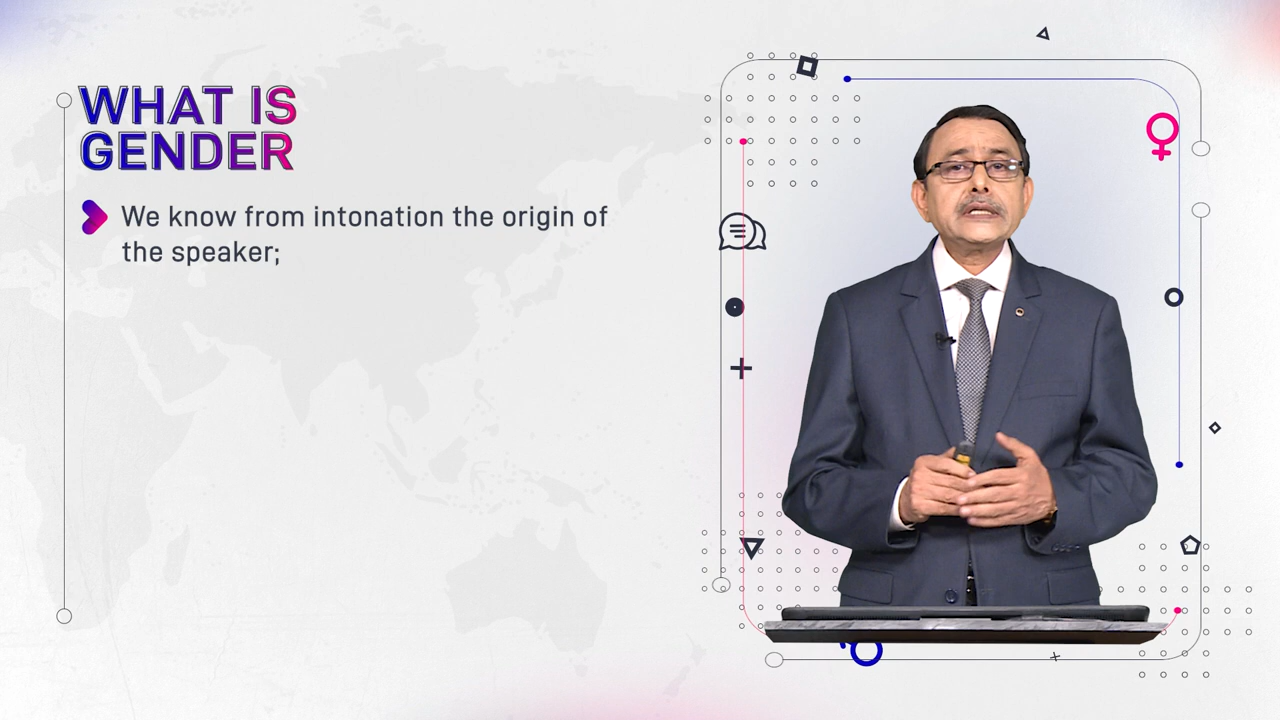 WHAT IS
GENDER
We know from intonation the origin of
the speaker;